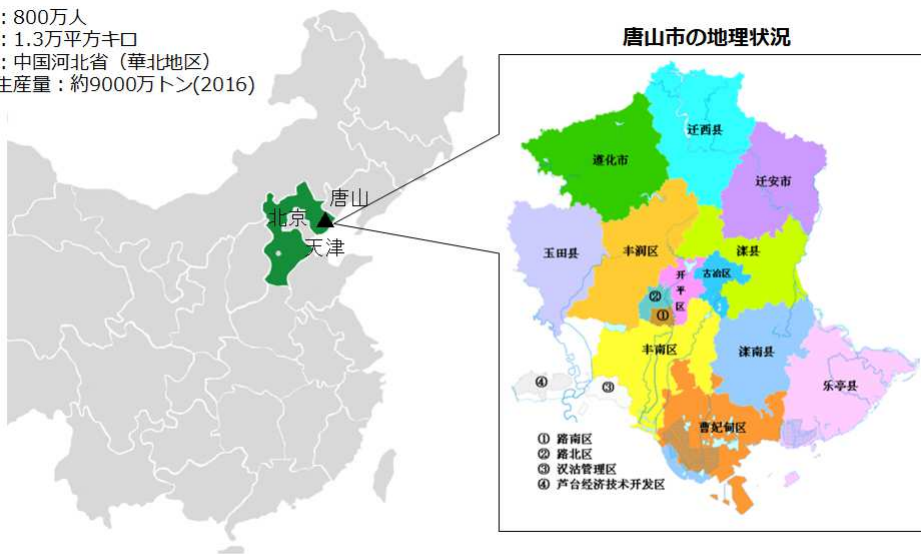 ：800万人
：1.3万平方キロ
：中国河北省（華北地区）
生産量：約9000万トン(2016)
唐山市の地理状況
唐山
北京
天津
迁西县
遵化市
迁安市
玉田县
丰润区
滦县
开平区
古冶区
②
①
丰南区
滦南县
乐亭县
④
③
曹妃甸区
① 路南区
② 路北区
③ 汉沽管理区
④ 芦台经济技术开发区